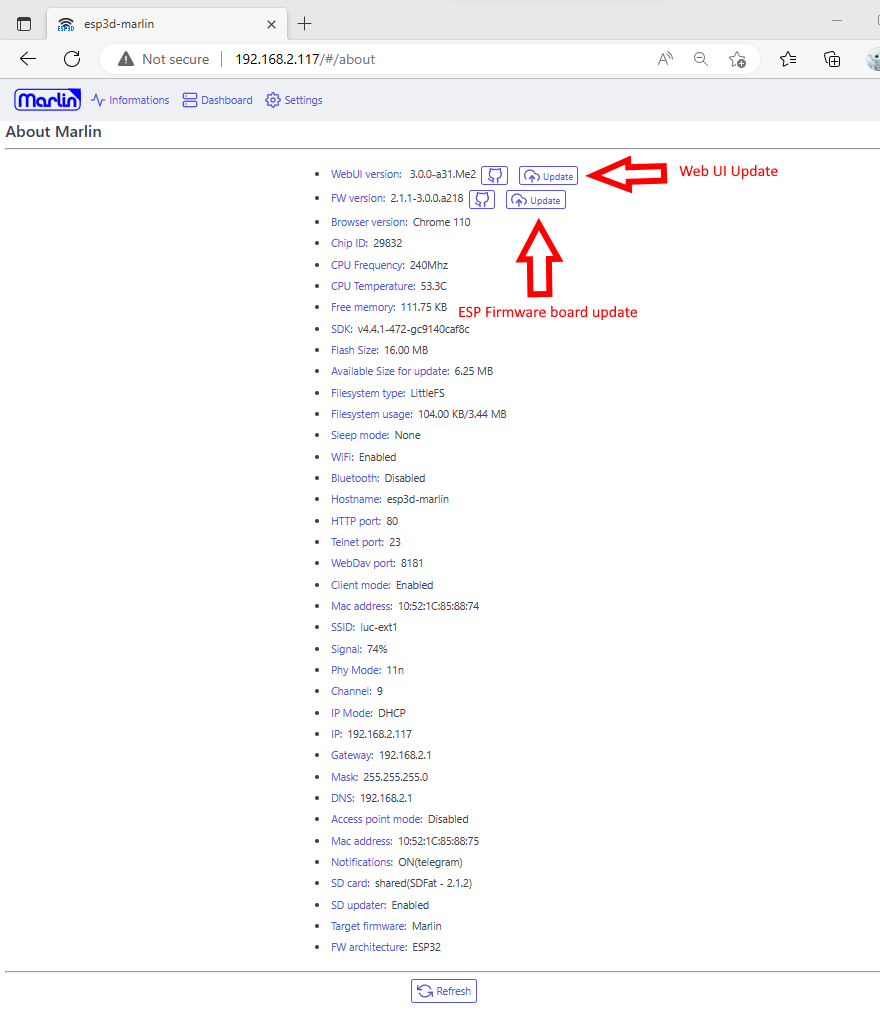 esp3d-marlin
Not secure 192.168.2.117/#/about
Marlin Informations Dashboard Settings
About Marlin
WebUI version: 3.0.0-a31.Me2 Update
Web UI Update
FW version: 2.1.1-3.0.0.a218 Update
Browser version: Chrome 110
Chip ID: 29832
CPU Frequency: 240Mhz
CPU Temperature: 53.3C
Free memory: 111.75 KB
ESP Firmware board update
SDK: v4.4.1-472-gc9140caf8c
Flash Size: 16.00 MB
Available Size for update: 6.25 MB
Filesystem type: LittleFS
Filesystem usage: 104.00 KB/3.44 MB
Sleep mode: None
WiFi: Enabled
Bluetooth: Disabled
Hostname: esp3d-marlin
HTTP port: 80
Telnet port: 23
WebDav port: 8181
Client mode: Enabled
Mac address: 10:52:1C:85:88:74
SSID: luc-ext1
Signal: 74%
Phy Mode: 11n
Channel: 9
IP Mode: DHCP
IP: 192.168.2.117
Gateway: 192.168.2.1
Mask: 255.255.255.0
DNS: 192.168.2.1
Access point mode: Disabled
Mac address: 10:52:1C:85:88:75
Notifications: ON(telegram)
SD card: shared(SDFat - 2.1.2)
SD updater: Enabled
Target firmware: Marlin
FW architecture: ESP32
Refresh